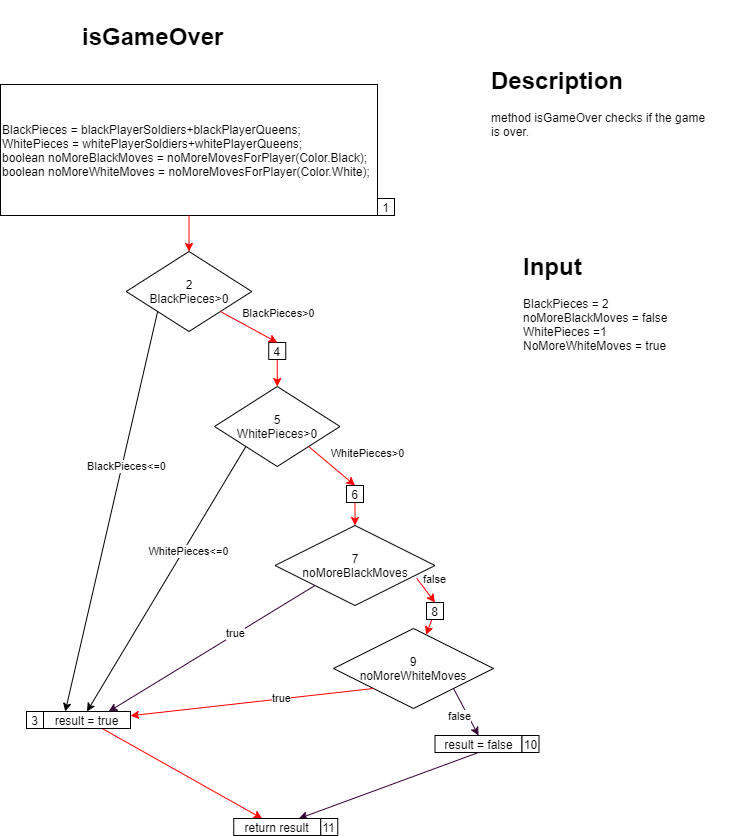 isGameOver
Description
method isGameOver checks if the game
is over.
BlackPieces = blackPlayerSoldiers+blackPlayerQueens;
WhitePieces = whitePlayerSoldiers+whitePlayerQueens;
boolean noMoreBlackMoves = noMoreMovesForPlayer(Color.Black);
boolean noMoreWhiteMoves = noMoreMovesForPlayer(Color.White);
1
Input
BlackPieces = 2
noMoreBlackMoves = false
WhitePieces =1
NoMoreWhiteMoves = true
2
BlackPieces>0
BlackPieces>0
4
5
WhitePieces>0
WhitePieces>0
BlackPieces<=0
6
WhitePieces<=0
7
noMoreBlackMoves
false
8
true
9
noMoreWhiteMoves
true
false
3 result = true
result = false 10
return result 11